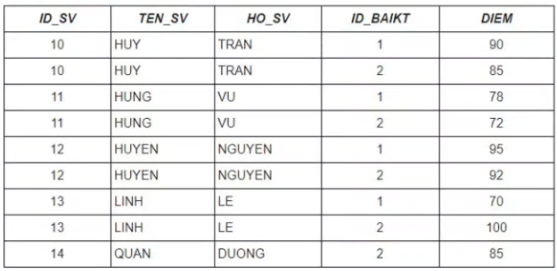 ID_SV TEN_SV HO_SV ID_BAIKT DIEM
10 HUY TRAN 1 90
10 HUY TRAN 2 85
11 HUNG VU 1 78
11 HUNG VU 2 72
12 HUYEN NGUYEN 1 95
12 HUYEN NGUYEN 2 92
13 LINH LE 1 70
13 LINH LE 2 100
14 QUAN DUONG 2 85